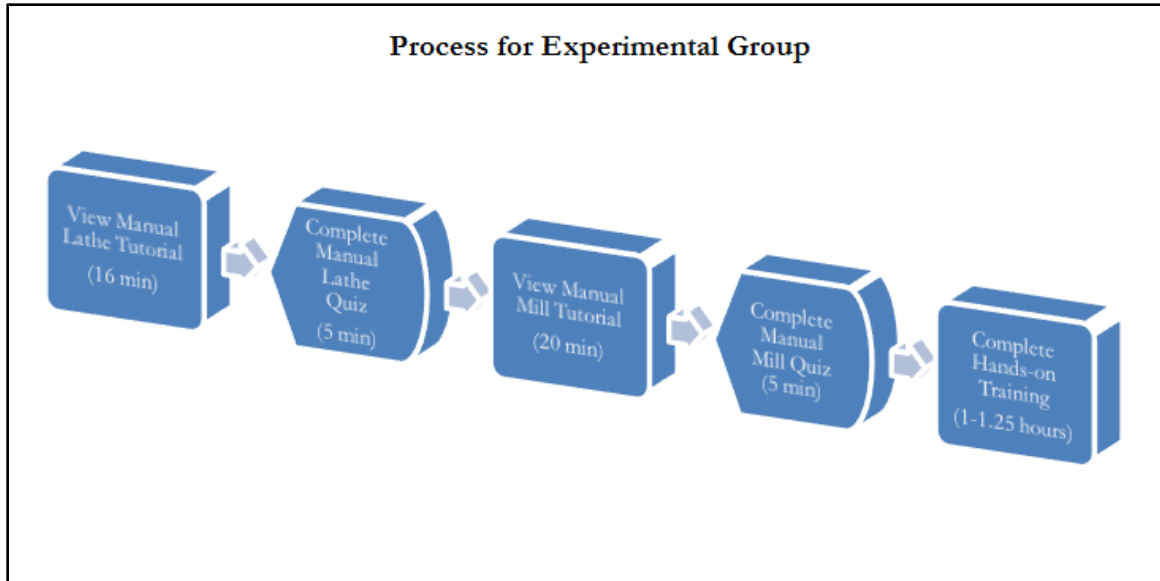 Process for Experimental Group
View Manual
Lathe Tutorial
(16 min)
Complete
Manual
Lathe
Quiz
(5 min)
View Manual
Mill Tutorial
(20 min)
Complete
Manual
Mill Quiz
(5 min)
Complete
Hands-on
Training
(1-1.25 hours)